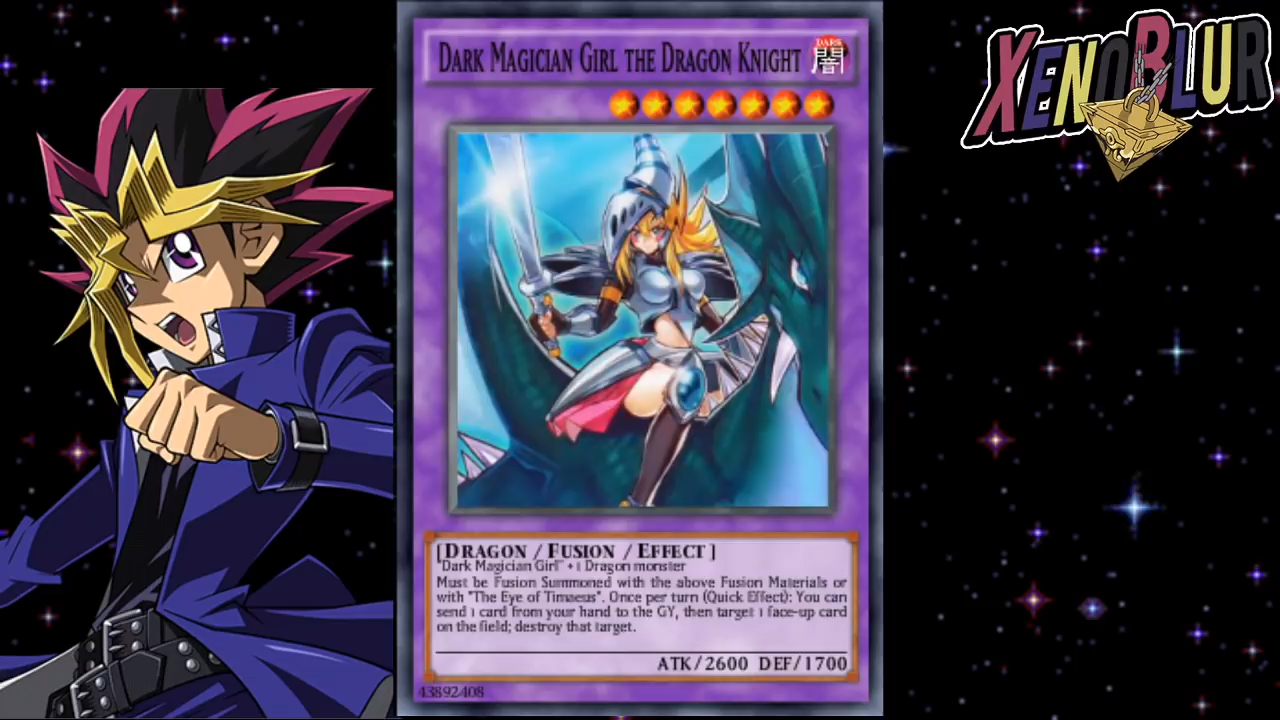 XENOBLUR
DARK MAGICIAN GIRL THE DRAGON KNIGHT
DARK
闇
[DRAGON / FUSION / EFFECT]
"Dark Magician Girl" + 1 Dragon monster
Must be Fusion Summoned with the above Fusion Materials or
with "The Eye of Timaeus". Once per turn (Quick Effect): You can
send 1 card from your hand to the GY, then target 1 face-up card
on the field; destroy that target.
ATK/2600 DEF/1700
43892408